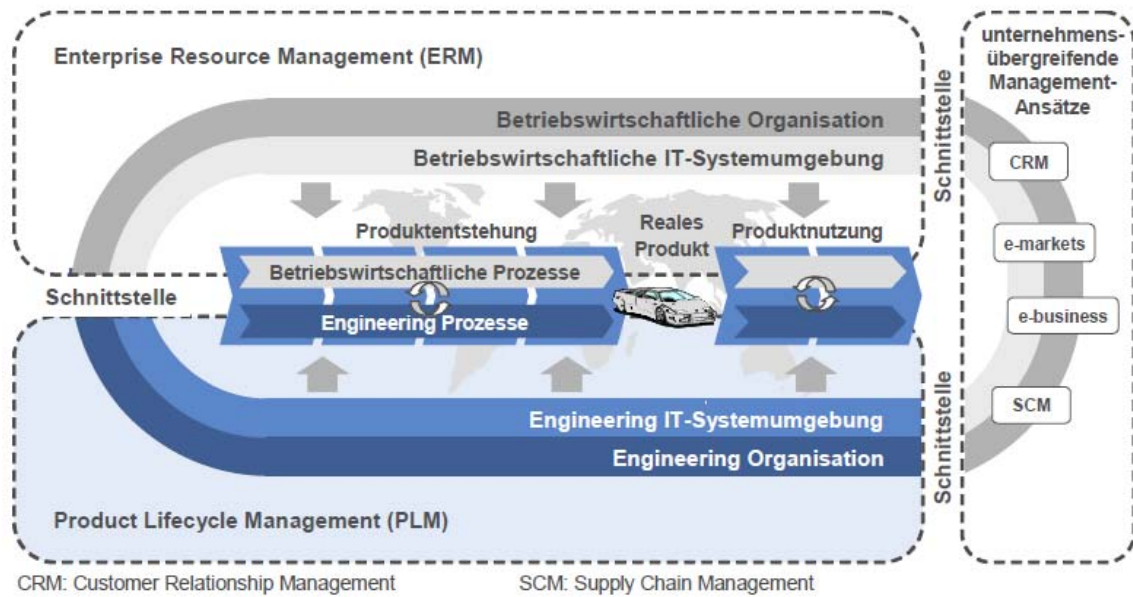 Enterprise Resource Management (ERM)
Betriebswirtschaftliche Organisation
Betriebswirtschaftliche IT-Systemumgebung
Produktentstehung
Reales
Produkt
Produktnutzung
Betriebswirtschaftliche Prozesse
Schnittstelle
Engineering Prozesse
Engineering IT-Systemumgebung
Engineering Organisation
Product Lifecycle Management (PLM)
Schnittstelle
Schnittstelle
unternehmens-
übergreifende
Management-
Ansätze
CRM
e-markets
e-business
SCM
CRM: Customer Relationship Management
SCM: Supply Chain Management